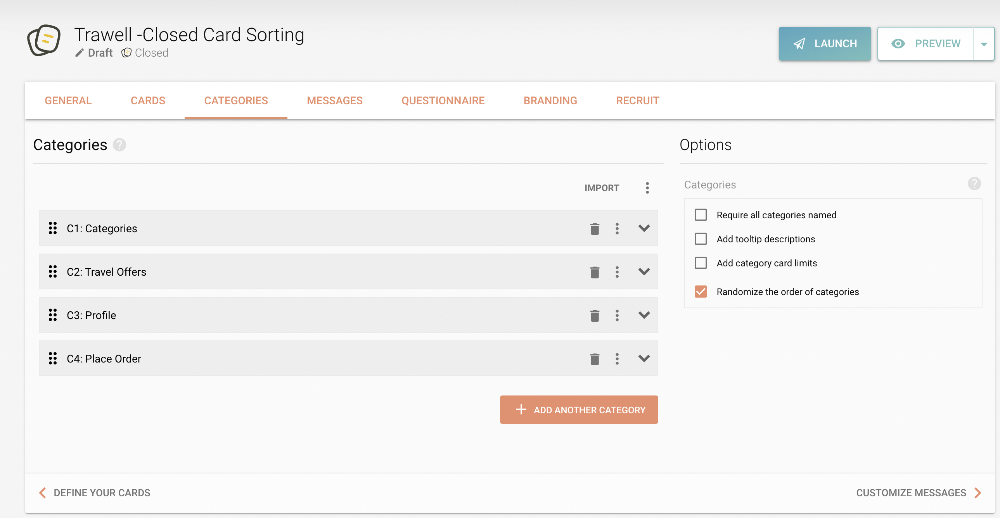 Trawell -Closed Card Sorting
Draft Closed
LAUNCH
PREVIEW
GENERAL CARDS CATEGORIES MESSAGES QUESTIONNAIRE BRANDING RECRUIT
Categories ?
IMPORT
C1: Categories
C2: Travel Offers
C3: Profile
C4: Place Order
ADD ANOTHER CATEGORY
Options
Categories ?
Require all categories named
Add tooltip descriptions
Add category card limits
Randomize the order of categories
DEFINE YOUR CARDS
CUSTOMIZE MESSAGES